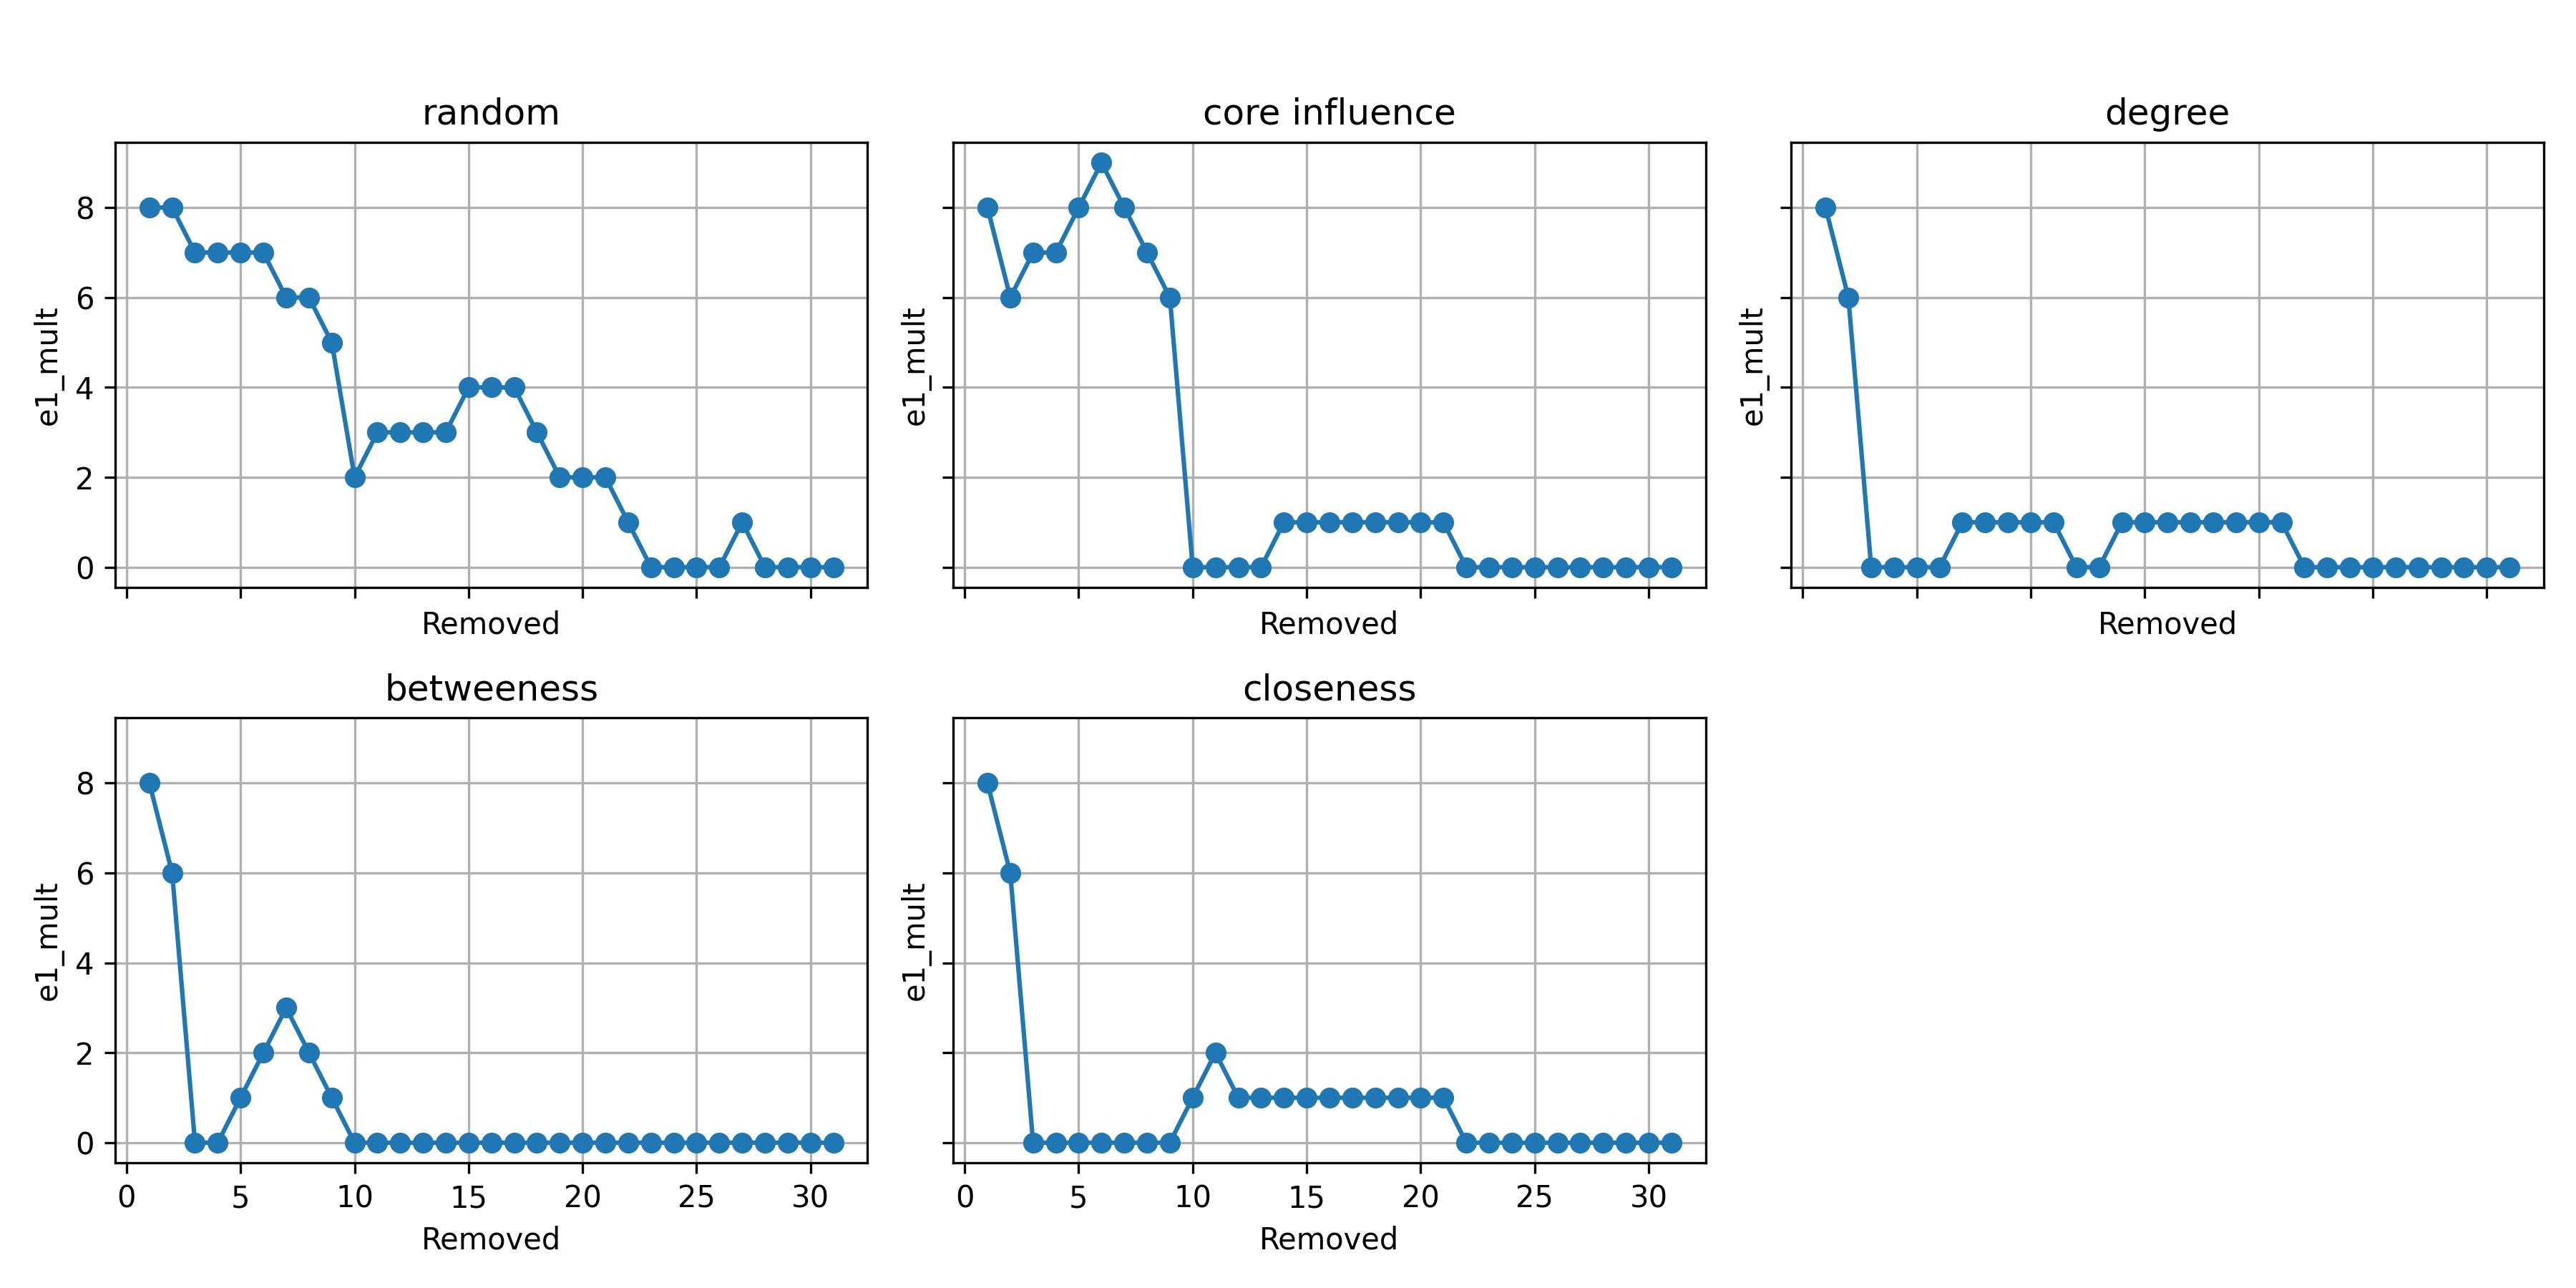 random
core influence
degree
e1_mult
8
6
4
2
0
Removed
e1_mult
Removed
e1_mult
Removed
betweeness
closeness
e1_mult
8
6
4
2
0
0 5 10 15 20 25 30
Removed
e1_mult
0 5 10 15 20 25 30
Removed